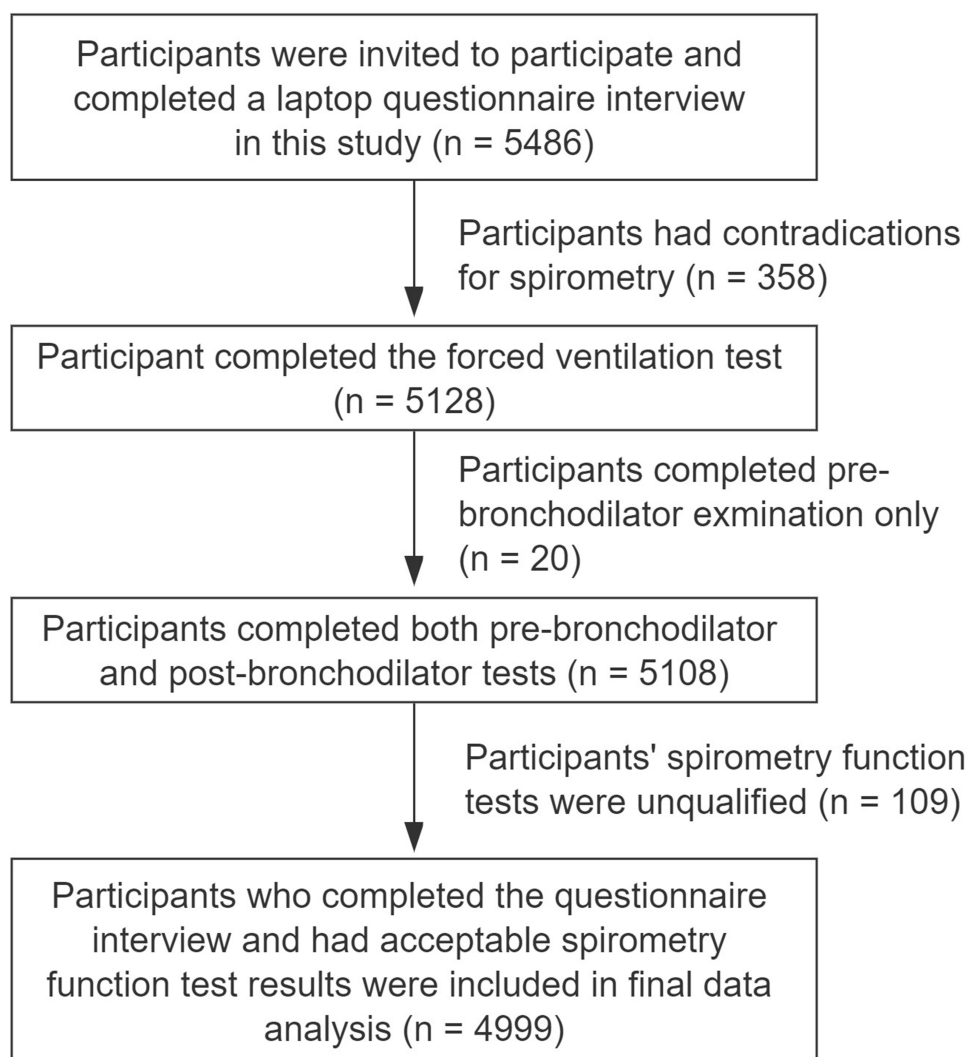 Participants were invited to participate and
completed a laptop questionnaire interview
in this study (n = 5486)
Participants had contradications
for spirometry (n = 358)
Participant completed the forced ventilation test
(n = 5128)
Participants completed pre-
bronchodilator exmination only
(n = 20)
Participants completed both pre-bronchodilator
and post-bronchodilator tests (n = 5108)
Participants' spirometry function
tests were unqualified (n = 109)
Participants who completed the questionnaire
interview and had acceptable spirometry
function test results were included in final data
analysis (n = 4999)